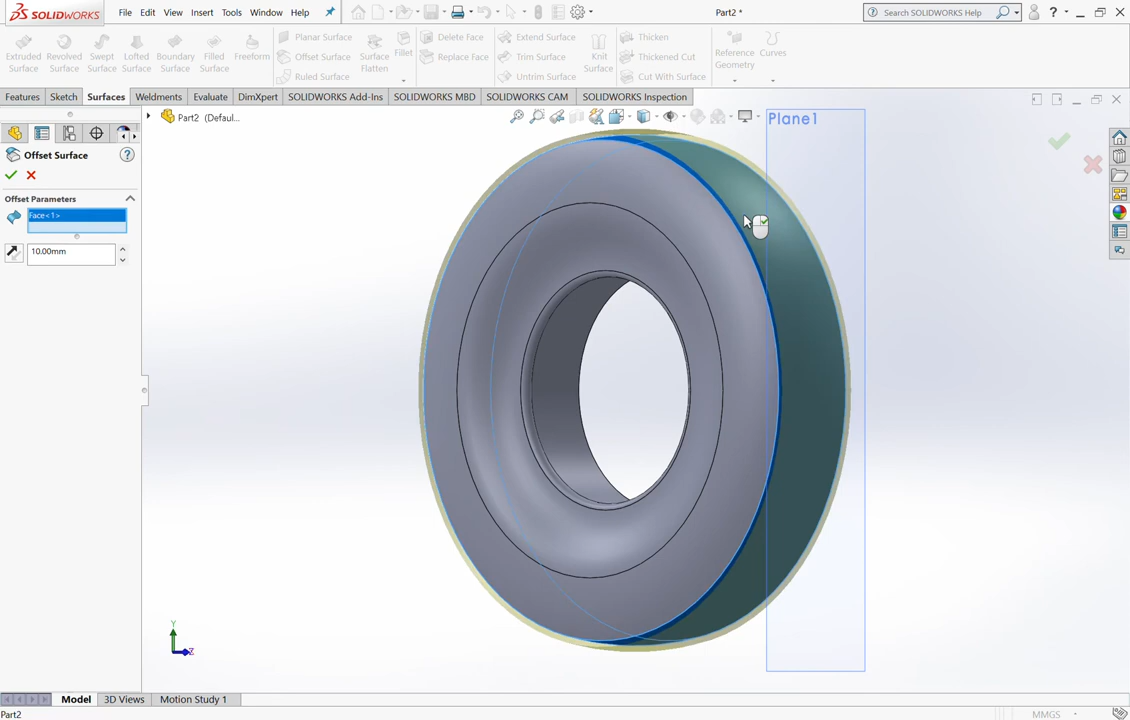 SOLIDWORKS File Edit View Insert Tools Window Help Part2 * Search SOLIDWORKS Help ?
Extruded Surface
Revolved Surface
Swept Surface
Lofted Surface
Boundary Surface
Filled Surface
Freeform
Planar Surface
Offset Surface
Ruled Surface
Surface Flatten
Fillet
Delete Face
Replace Face
Extend Surface
Trim Surface
Untrim Surface
Knit Surface
Thicken
Thickened Cut
Cut With Surface
Reference Geometry
Curves
Features Sketch Surfaces Weldments Evaluate DimXpert SOLIDWORKS Add-Ins SOLIDWORKS MBD SOLIDWORKS CAM SOLIDWORKS Inspection
Part2 (Defaul...
Plane1
Offset Surface ?
Offset Parameters
Face<1>
10.00mm
Y
Z
Model 3D Views Motion Study 1
Part2 MMGS